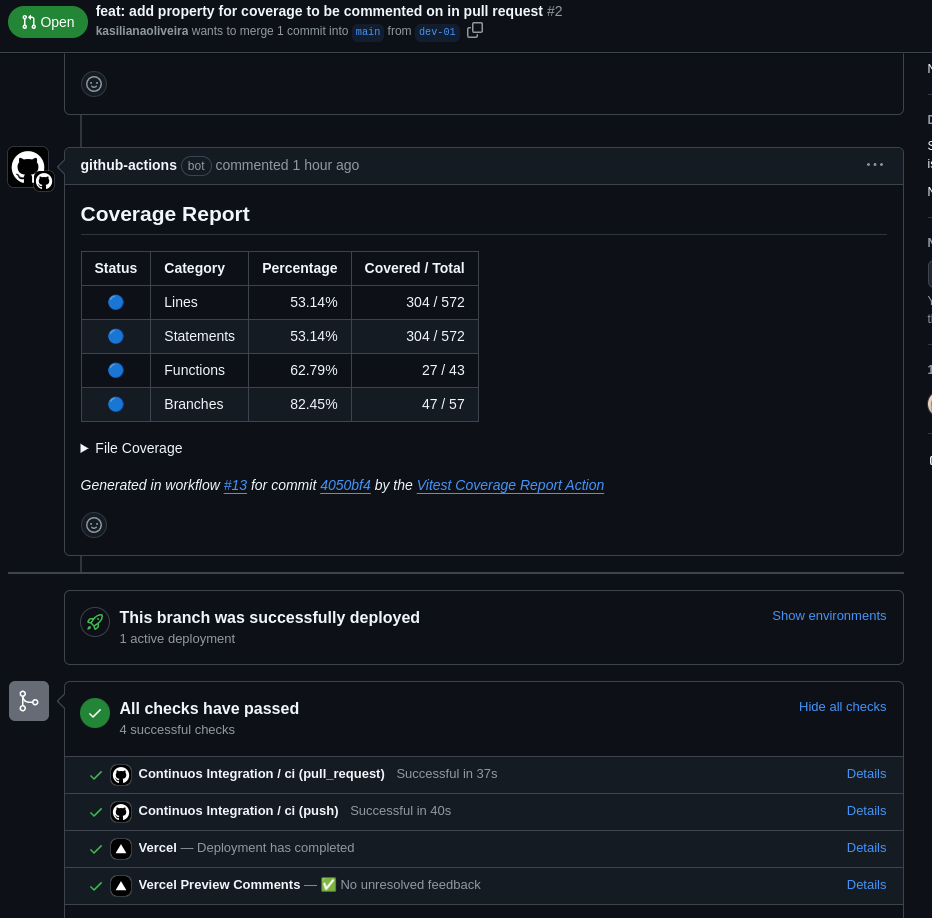 Open
feat: add property for coverage to be commented on in pull request #2
kasilianaoliveira wants to merge 1 commit into main from dev-01
github-actions bot commented 1 hour ago
Coverage Report
Status Category Percentage Covered / Total
Lines 53.14% 304 / 572
Statements 53.14% 304 / 572
Functions 62.79% 27 / 43
Branches 82.45% 47 / 57
File Coverage
Generated in workflow #13 for commit 4050bf4 by the Vitest Coverage Report Action
This branch was successfully deployed
Show environments
1 active deployment
All checks have passed
Hide all checks
4 successful checks
Continuos Integration / ci (pull_request) Successful in 37s Details
Continuos Integration / ci (push) Successful in 40s Details
Vercel — Deployment has completed Details
Vercel Preview Comments — ✅ No unresolved feedback Details